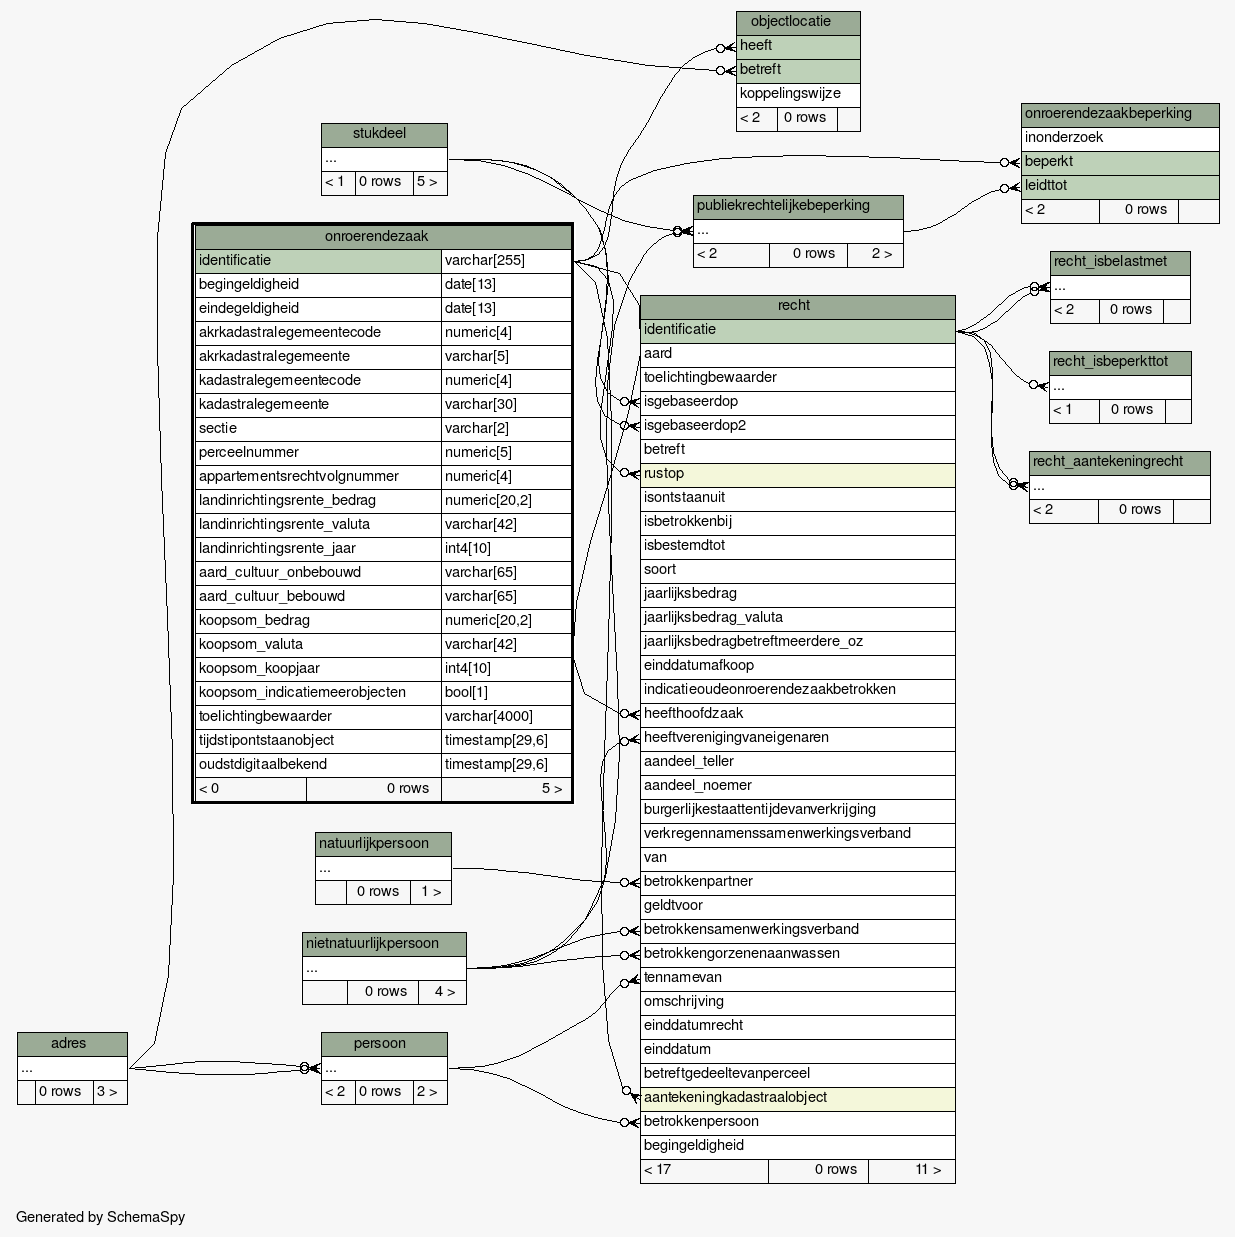 objectlocatie
heeft
betreft
koppelingswijze
< 2 0 rows
onroerendezaakbeperking
inonderzoek
beperkt
leidttot
< 2 0 rows
stukdeel
...
< 1 0 rows 5 >
publiekrechtelijkebeperking
...
< 2 0 rows 2 >
onroerendezaak
identificatie varchar[255]
begingeldigheid date[13]
eindegeldigheid date[13]
akrkadastralegemeentecode numeric[4]
akrkadastralegemeente varchar[5]
kadastralegemeentecode numeric[4]
kadastralegemeente varchar[30]
sectie varchar[2]
perceelnummer numeric[5]
appartementsrechtvolgnummer numeric[4]
landinrichtingsrente_bedrag numeric[20,2]
landinrichtingsrente_valuta varchar[42]
landinrichtingsrente_jaar int4[10]
aard_cultuur_onbebouwd varchar[65]
aard_cultuur_bebouwd varchar[65]
koopsom_bedrag numeric[20,2]
koopsom_valuta varchar[42]
koopsom_koopjaar int4[10]
koopsom_indicatiemeerobjecten bool[1]
toelichtingbewaarder varchar[4000]
tijdstipontstaanobject timestamp[29,6]
oudstdigitaalbekend timestamp[29,6]
< 0 0 rows 5 >
recht_isbelastmet
...
< 2 0 rows
recht_isbeperkttot
...
< 1 0 rows
recht_aantekeningrecht
...
< 2 0 rows
recht
identificatie
aard
toelichtingbewaarder
isgebaseerdop
isgebaseerdop2
betreft
rustop
isontstaanuit
isbetrokkenbij
isbestemdtot
soort
jaarlijksbedrag
jaarlijksbedrag_valuta
jaarlijksbedragbetreftmeerdere_oz
einddatumafkoop
indicatieoudeonroerendezaakbetrokken
heefthoofdzaak
heeftverenigingvaneigenaren
aandeel_teller
aandeel_noemer
burgerlijkestaattentijdevanverkrijging
verkregennamenssamenwerkingsverband
van
betrokkenpartner
geldtvoor
betrokkensamenwerkingsverband
betrokkengorzenenaanwassen
tennamevan
omschrijving
einddatumrecht
einddatum
betreftgedeeltevanperceel
aantekeningkadastraalobject
betrokkenpersoon
begingeldigheid
< 17 0 rows 11 >
natuurlijkpersoon
...
0 rows 1 >
nietnatuurlijkpersoon
...
0 rows 4 >
adres
...
0 rows 3 >
persoon
...
< 2 0 rows 2 >
Generated by SchemaSpy